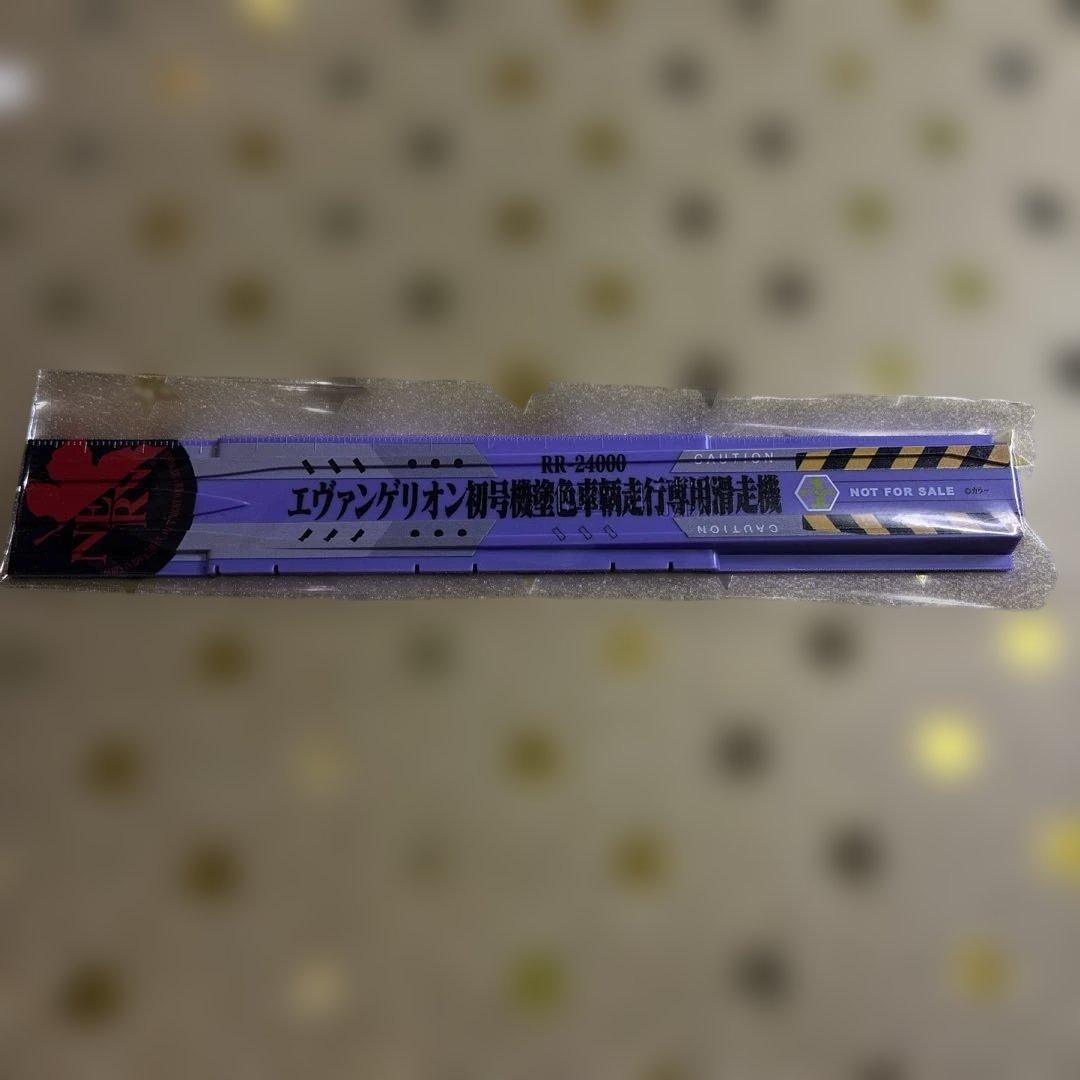 NERV
RR-24000
エヴァンゲリオン初号機塗色車輌走行専用滑走機
CAUTION
CAUTION
NOT FOR SALE
©カラー